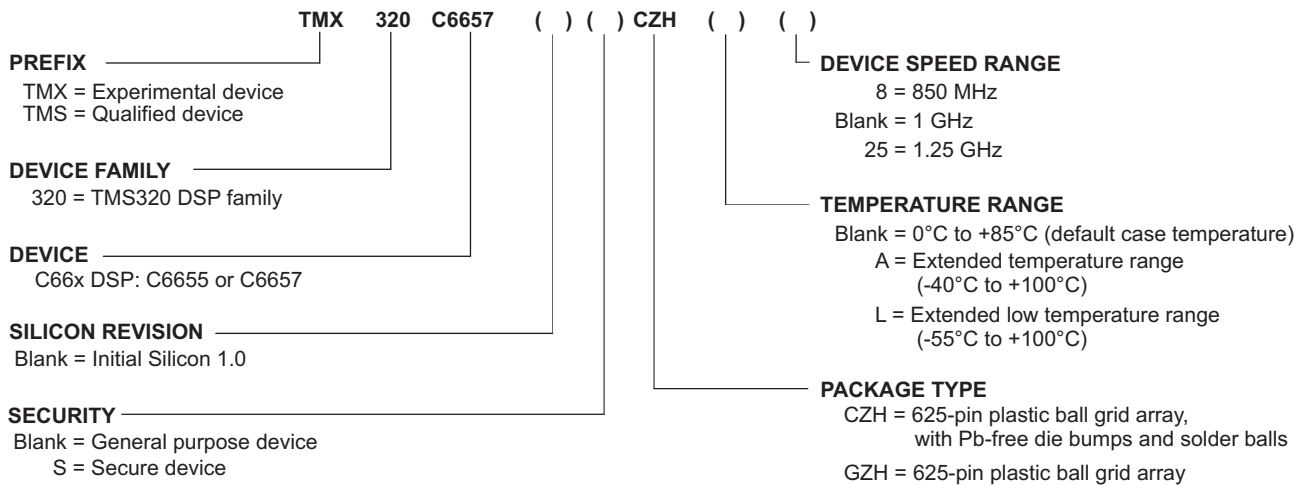 TMX 320 C6657 ( ) ( ) CZH ( ) ( )
PREFIX
TMX = Experimental device
TMS = Qualified device
DEVICE FAMILY
320 = TMS320 DSP family
DEVICE
C66x DSP: C6655 or C6657
SILICON REVISION
Blank = Initial Silicon 1.0
SECURITY
Blank = General purpose device
S = Secure device
DEVICE SPEED RANGE
8 = 850 MHz
Blank = 1 GHz
25 = 1.25 GHz
TEMPERATURE RANGE
Blank = 0°C to +85°C (default case temperature)
A = Extended temperature range
(-40°C to +100°C)
L = Extended low temperature range
(-55°C to +100°C)
PACKAGE TYPE
CZH = 625-pin plastic ball grid array,
with Pb-free die bumps and solder balls
GZH = 625-pin plastic ball grid array